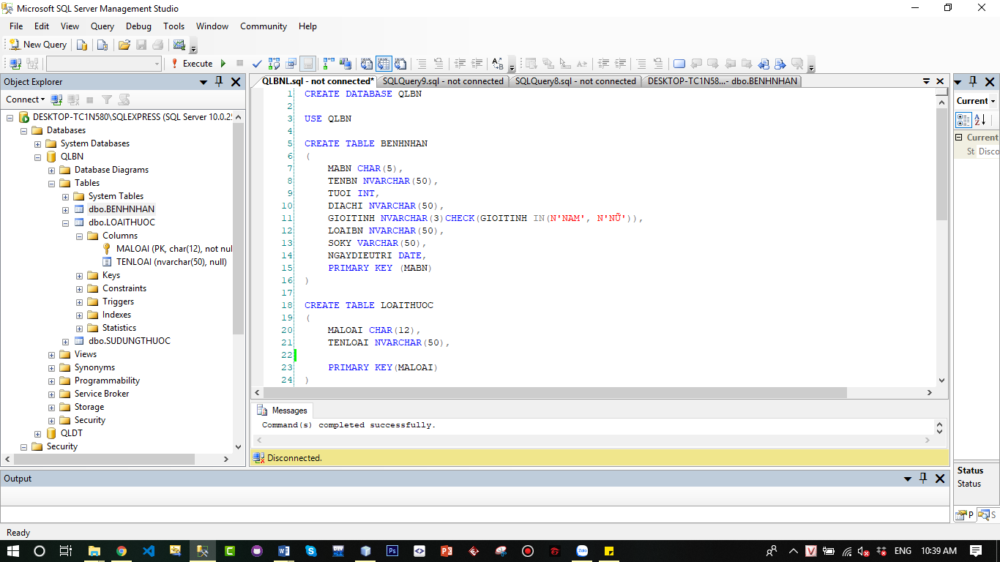 Microsoft SQL Server Management Studio
File Edit View Query Debug Tools Window Community Help
New Query
Execute
Object Explorer
Connect
DESKTOP-TC1N580\SQLEXPRESS (SQL Server 10.0.25
Databases
System Databases
QLBN
Database Diagrams
Tables
System Tables
dbo.BENHNHAN
dbo.LOAITHUOC
Columns
MALOAI (PK, char(12), not nul
TENLOAI (nvarchar(50), null)
Keys
Constraints
Triggers
Indexes
Statistics
dbo.SUDUNGTHUOC
Views
Synonyms
Programmability
Service Broker
Storage
Security
QLDT
Security
QLBNL.sql - not connected* SQLQuery9.sql - not connected SQLQuery8.sql - not connected DESKTOP-TC1N58...- dbo.BENHNHAN
1 CREATE DATABASE QLBN
2
3 USE QLBN
4
5 CREATE TABLE BENHNHAN
6 (
7 MABN CHAR(5),
8 TENBN NVARCHAR(50),
9 TUOI INT,
10 DIACHI NVARCHAR(50),
11 GIOITINH NVARCHAR(3)CHECK(GIOITINH IN(N'NAM', N'NỮ')),
12 LOAIBN NVARCHAR(50),
13 SOKY VARCHAR(50),
14 NGAYDIEUTRI DATE,
15 PRIMARY KEY (MABN)
16 )
17
18 CREATE TABLE LOAITHUOC
19 (
20 MALOAI CHAR(12),
21 TENLOAI NVARCHAR(50),
22
23 PRIMARY KEY(MALOAI)
24 )
Messages
Command(s) completed successfully.
Disconnected.
Current
Current
St Disco
Status
Status
P S
Output
Ready
ENG 10:39 AM